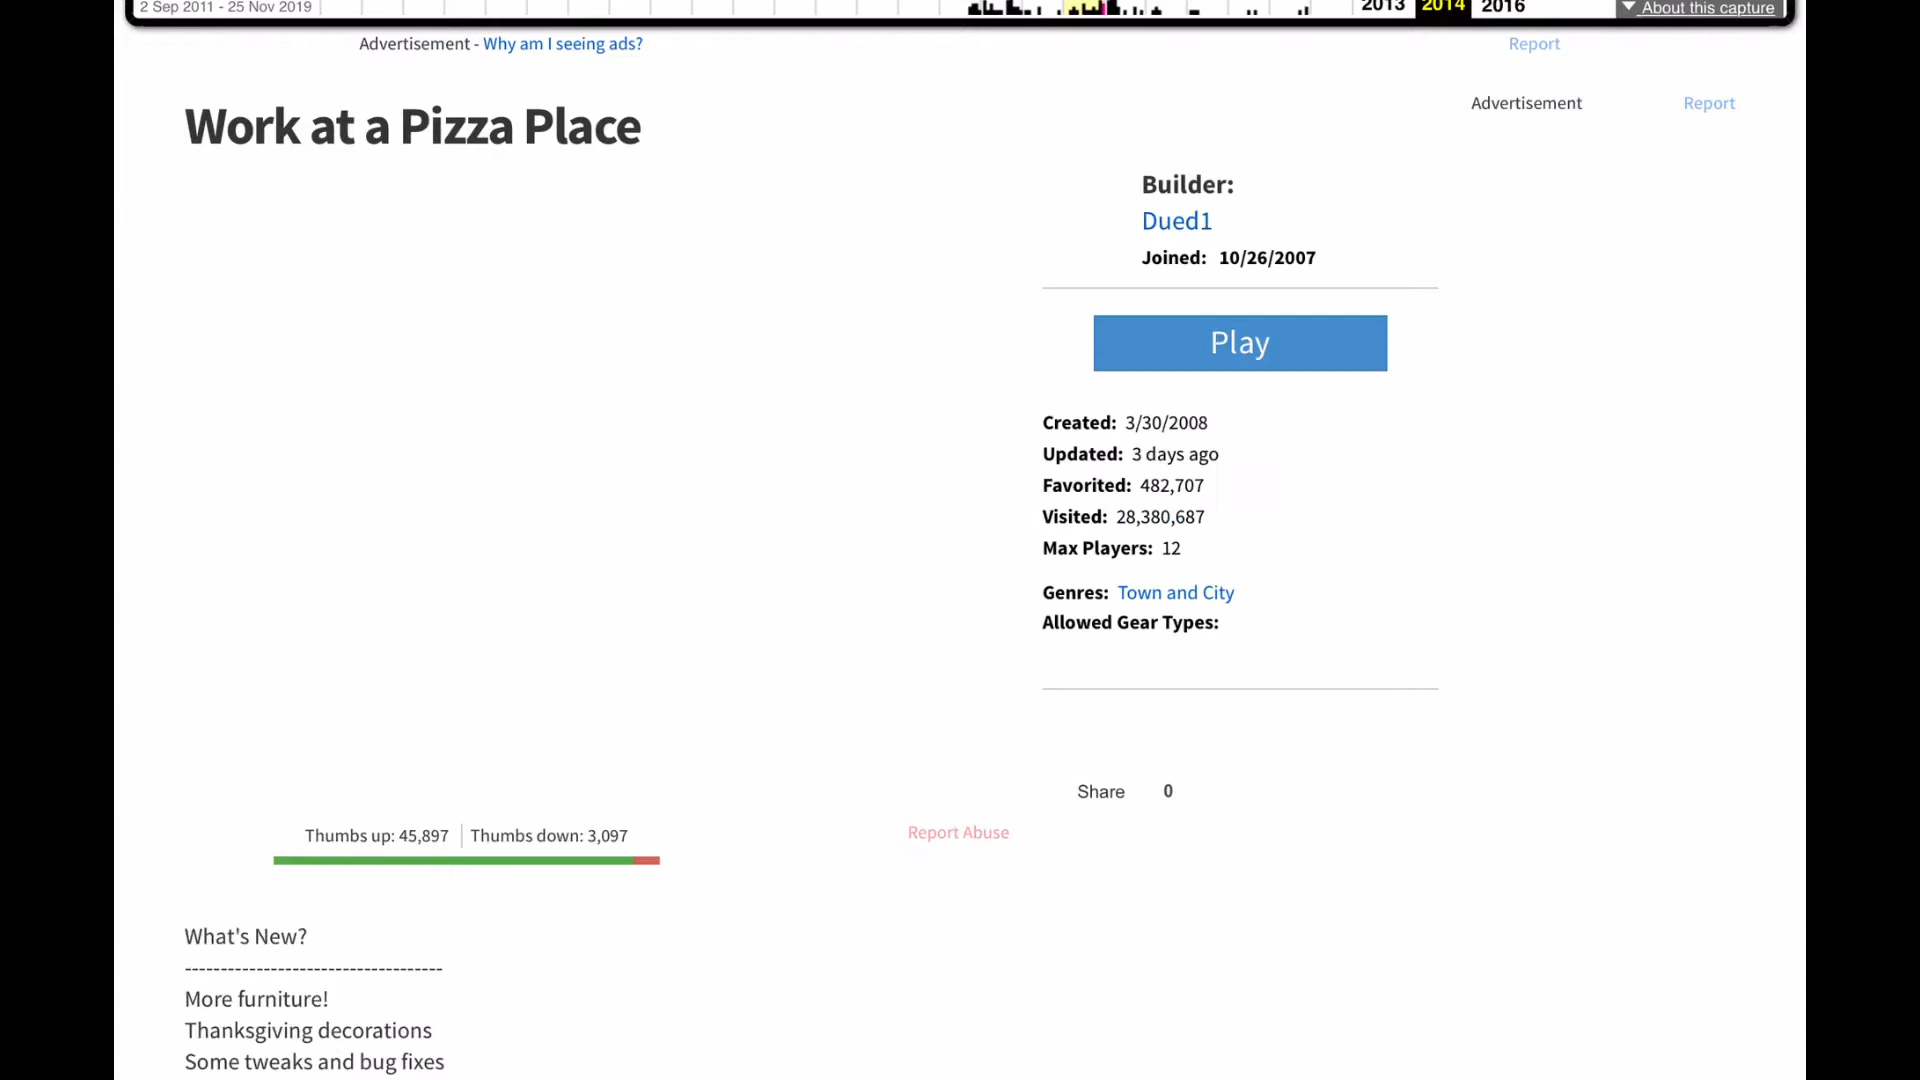 2 Sep 2011 - 25 Nov 2019
2013 2014 2016
▼ About this capture
Advertisement - Why am I seeing ads?
Report
Advertisement
Report
Work at a Pizza Place
Builder:
Dued1
Joined: 10/26/2007
Play
Created: 3/30/2008
Updated: 3 days ago
Favorited: 482,707
Visited: 28,380,687
Max Players: 12
Genres: Town and City
Allowed Gear Types:
Share 0
Thumbs up: 45,897 Thumbs down: 3,097
Report Abuse
What's New?
------------------------------------
More furniture!
Thanksgiving decorations
Some tweaks and bug fixes